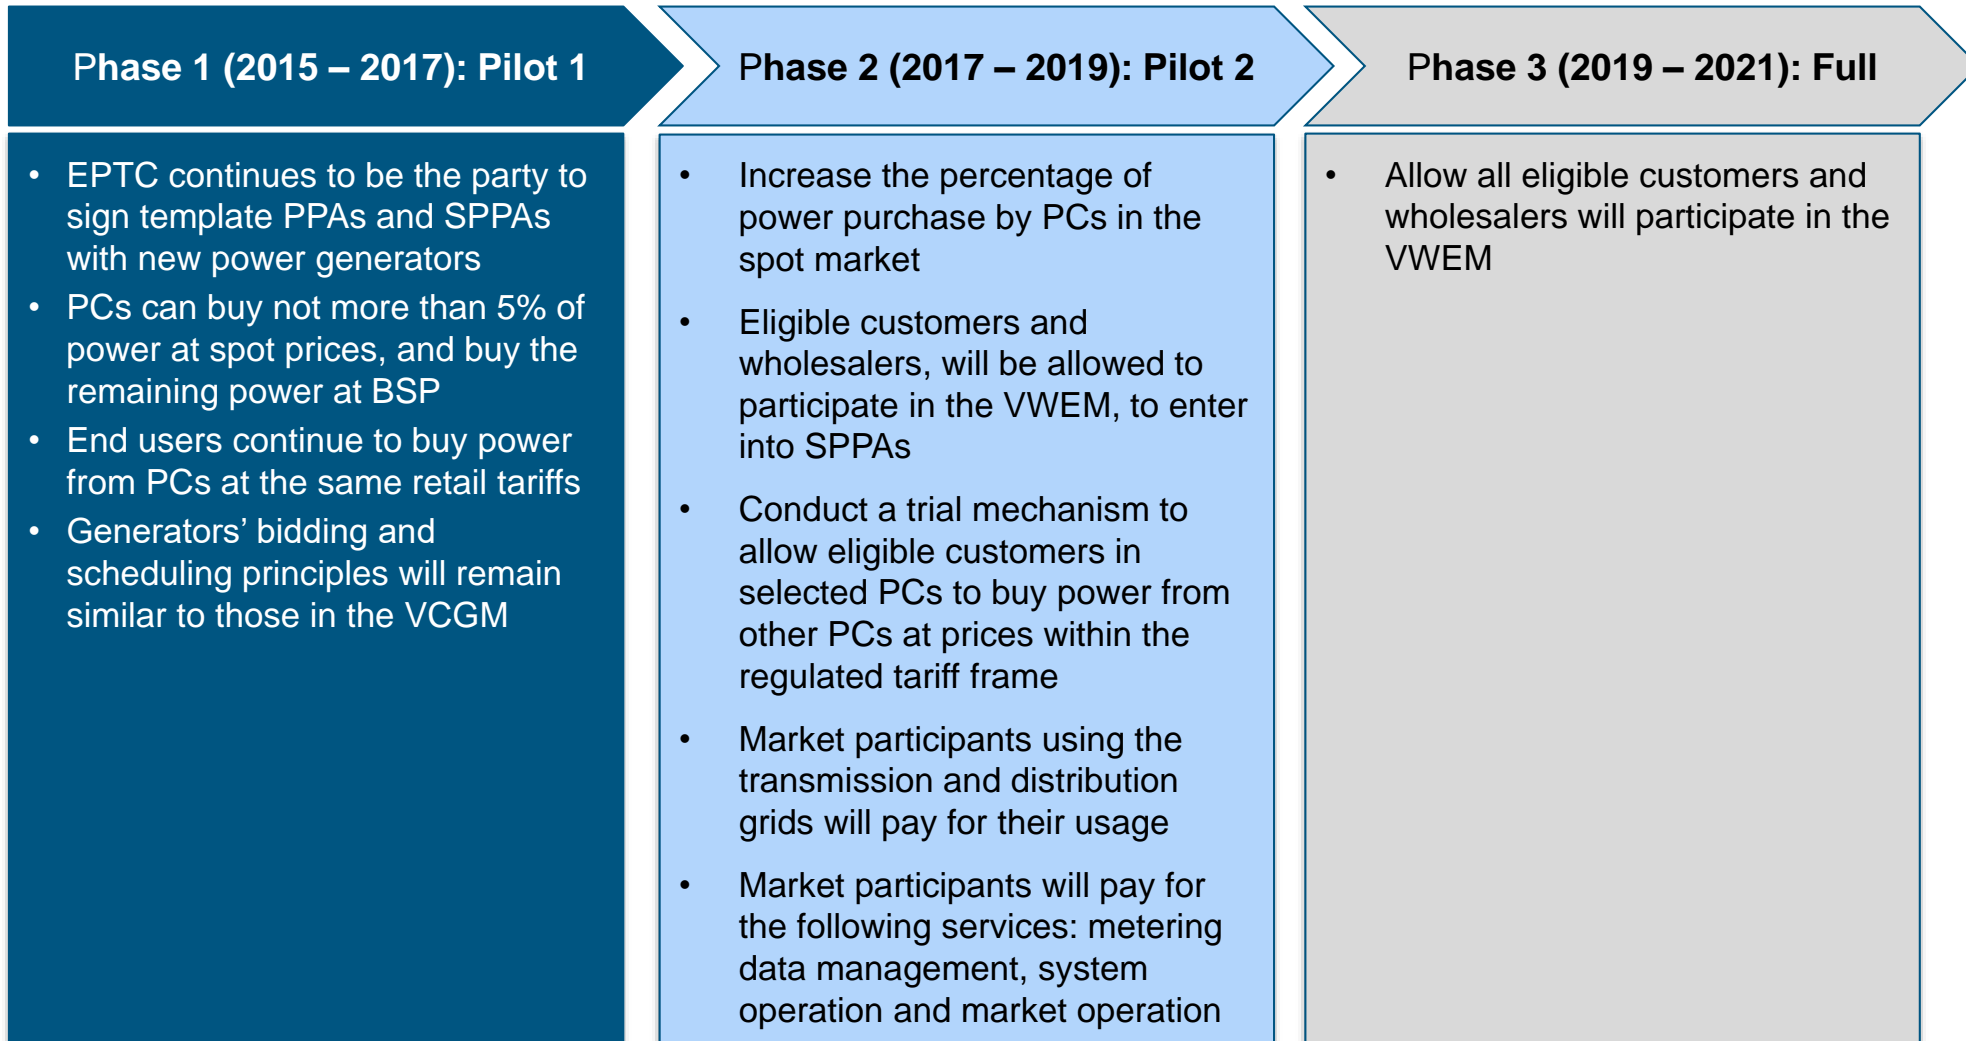 Phase 1 (2015 – 2017): Pilot 1
• EPTC continues to be the party to
sign template PPAs and SPPAs
with new power generators
• PCs can buy not more than 5% of
power at spot prices, and buy the
remaining power at BSP
• End users continue to buy power
from PCs at the same retail tariffs
• Generators’ bidding and
scheduling principles will remain
similar to those in the VCGM
Phase 2 (2017 – 2019): Pilot 2
• Increase the percentage of
power purchase by PCs in the
spot market
• Eligible customers and
wholesalers, will be allowed to
participate in the VWEM, to enter
into SPPAs
• Conduct a trial mechanism to
allow eligible customers in
selected PCs to buy power from
other PCs at prices within the
regulated tariff frame
• Market participants using the
transmission and distribution
grids will pay for their usage
• Market participants will pay for
the following services: metering
data management, system
operation and market operation
Phase 3 (2019 – 2021): Full
• Allow all eligible customers and
wholesalers will participate in the
VWEM